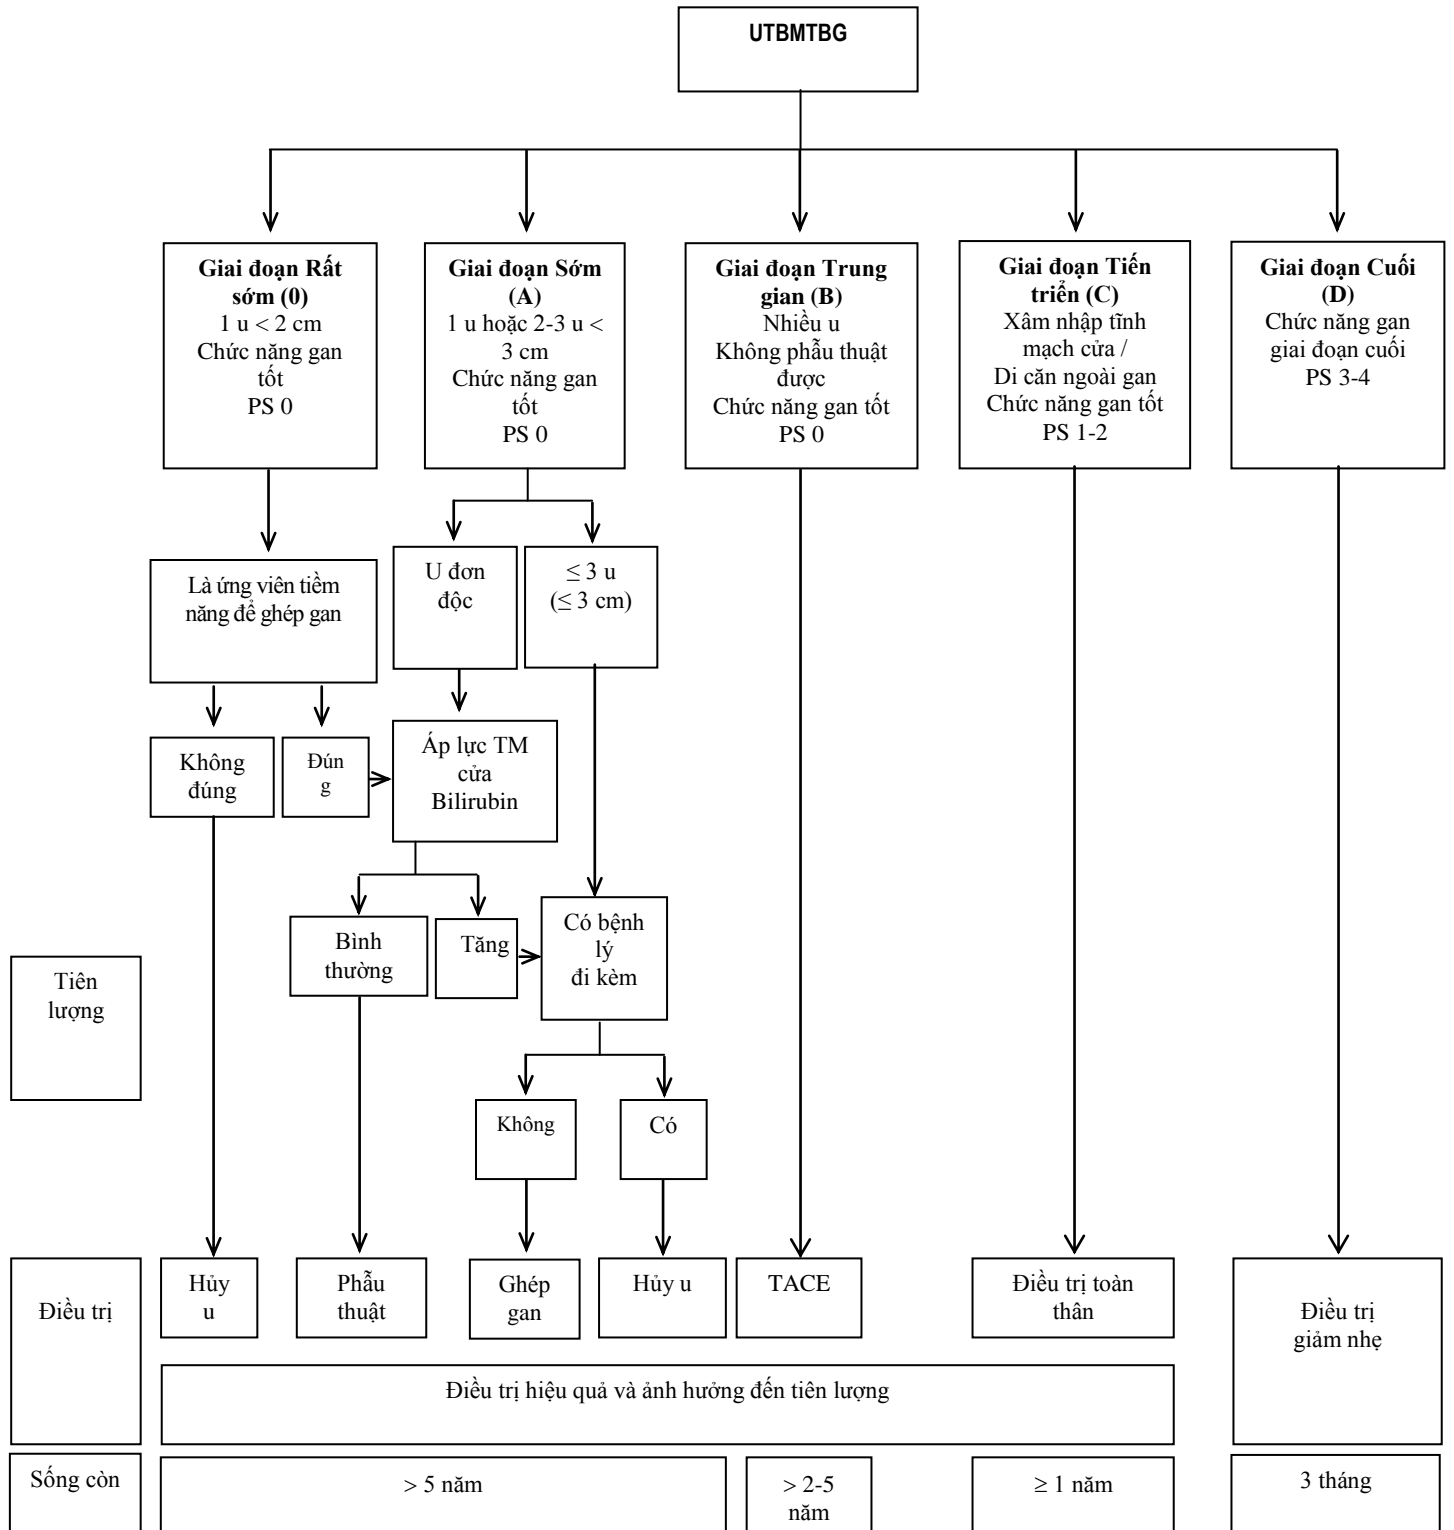 UTBMTBG
Giai đoạn Rất
sớm (0)
1 u < 2 cm
Chức năng gan
tốt
PS 0
Giai đoạn Sớm
(A)
1 u hoặc 2-3 u <
3 cm
Chức năng gan
tốt
PS 0
Giai đoạn Trung
gian (B)
Nhiều u
Không phẫu thuật
được
Chức năng gan tốt
PS 0
Giai đoạn Tiến
triển (C)
Xâm nhập tĩnh
mạch cửa /
Di căn ngoài gan
Chức năng gan tốt
PS 1-2
Giai đoạn Cuối
(D)
Chức năng gan
giai đoạn cuối
PS 3-4
Là ứng viên tiềm
năng để ghép gan
U đơn
độc
≤ 3 u
(≤ 3 cm)
Không
đúng
Đún
g
Áp lực TM
cửa
Bilirubin
Bình
thường
Tăng
Có bệnh
lý
đi kèm
Tiên
lượng
Không
Có
Điều trị
Hủy
u
Phẫu
thuật
Ghép
gan
Hủy u
TACE
Điều trị toàn
thân
Điều trị
giảm nhẹ
Điều trị hiệu quả và ảnh hưởng đến tiên lượng
Sống còn
> 5 năm
> 2-5
năm
≥ 1 năm
3 tháng